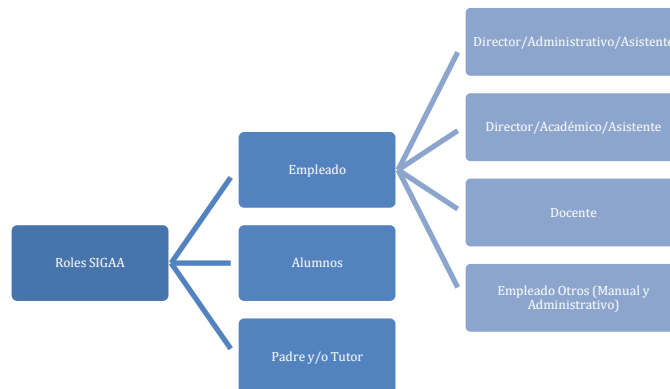 Roles SIGAA
Empleado
Alumnos
Padre y/o Tutor
Director/Administrativo/Asistente
Director/Académico/Asistente
Docente
Empleado Otros (Manual y
Administrativo)